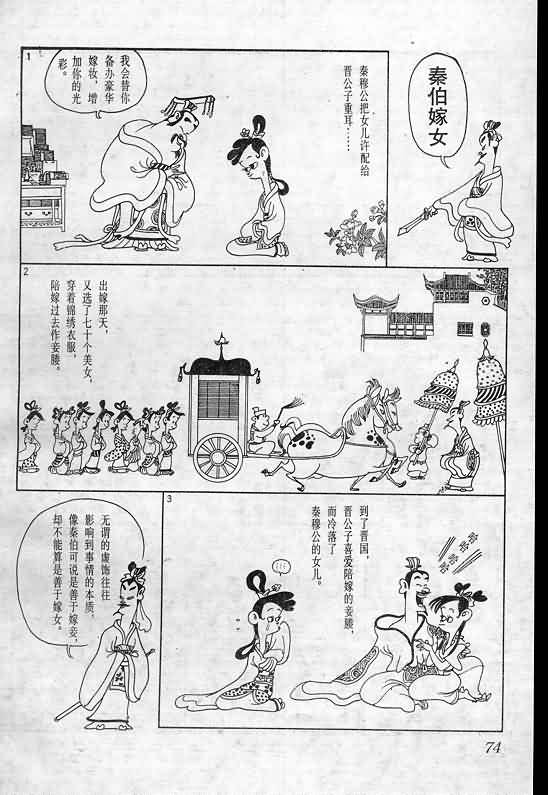 秦伯嫁女
1
秦穆公把女儿许配给
晋公子重耳……
我会替你
备办豪华
嫁妆，增
加你的光
彩。
2
出嫁那天，
又选了七十个美女，
穿着锦绣衣服，
陪嫁过去作妾媵。
3
到了晋国，
晋公子喜爱陪嫁的妾媵，
而冷落了
秦穆公的女儿。
哈哈哈
哈哈哈
无谓的虚饰往往
影响到事情的本质，
像秦伯可说是善于嫁妾，
却不能算是善于嫁女。
74